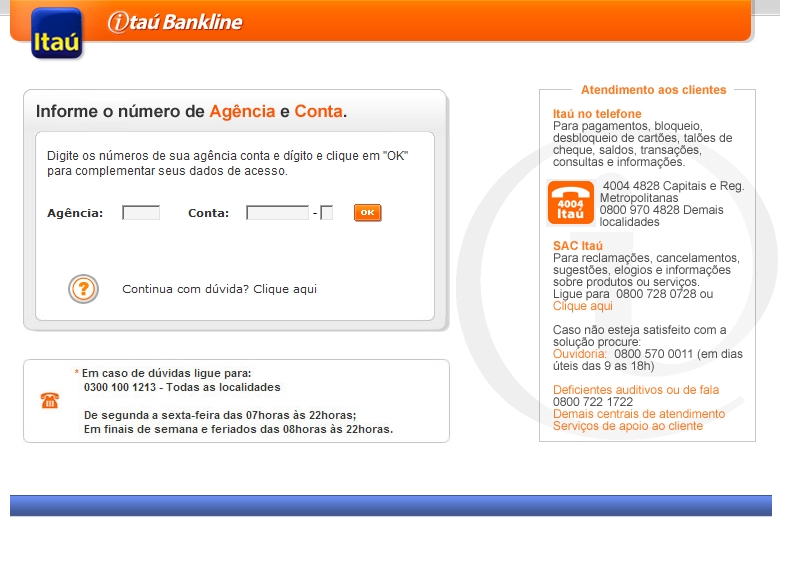 Itaú
itaú Bankline
Informe o número de Agência e Conta.
Digite os números de sua agência conta e dígito e clique em "OK"
para complementar seus dados de acesso.
Agência:
Conta:
-
OK
? Continua com dúvida? Clique aqui
* Em caso de dúvidas ligue para:
0300 100 1213 - Todas as localidades
De segunda a sexta-feira das 07horas às 22horas;
Em finais de semana e feriados das 08horas às 22horas.
Atendimento aos clientes
Itaú no telefone
Para pagamentos, bloqueio,
desbloqueio de cartões, talões de
cheque, saldos, transações,
consultas e informações.
4004
Itaú
4004 4828 Capitais e Reg.
Metropolitanas
0800 970 4828 Demais
localidades
SAC Itaú
Para reclamações, cancelamentos,
sugestões, elogios e informações
sobre produtos ou serviços.
Ligue para 0800 728 0728 ou
Clique aqui
Caso não esteja satisfeito com a
solução procure:
Ouvidoria: 0800 570 0011 (em dias
úteis das 9 as 18h)
Deficientes auditivos ou de fala
0800 722 1722
Demais centrais de atendimento
Serviços de apoio ao cliente